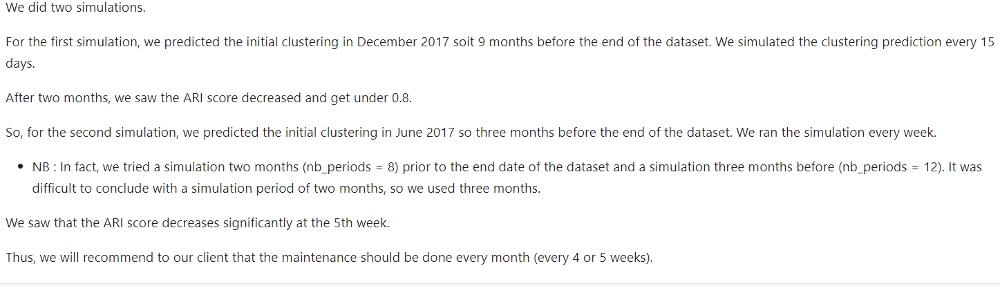 We did two simulations.
For the first simulation, we predicted the initial clustering in December 2017 soit 9 months before the end of the dataset. We simulated the clustering prediction every 15
days.
After two months, we saw the ARI score decreased and get under 0.8.
So, for the second simulation, we predicted the initial clustering in June 2017 so three months before the end of the dataset. We ran the simulation every week.
• NB : In fact, we tried a simulation two months (nb_periods = 8) prior to the end date of the dataset and a simulation three months before (nb_periods = 12). It was
difficult to conclude with a simulation period of two months, so we used three months.
We saw that the ARI score decreases significantly at the 5th week.
Thus, we will recommend to our client that the maintenance should be done every month (every 4 or 5 weeks).